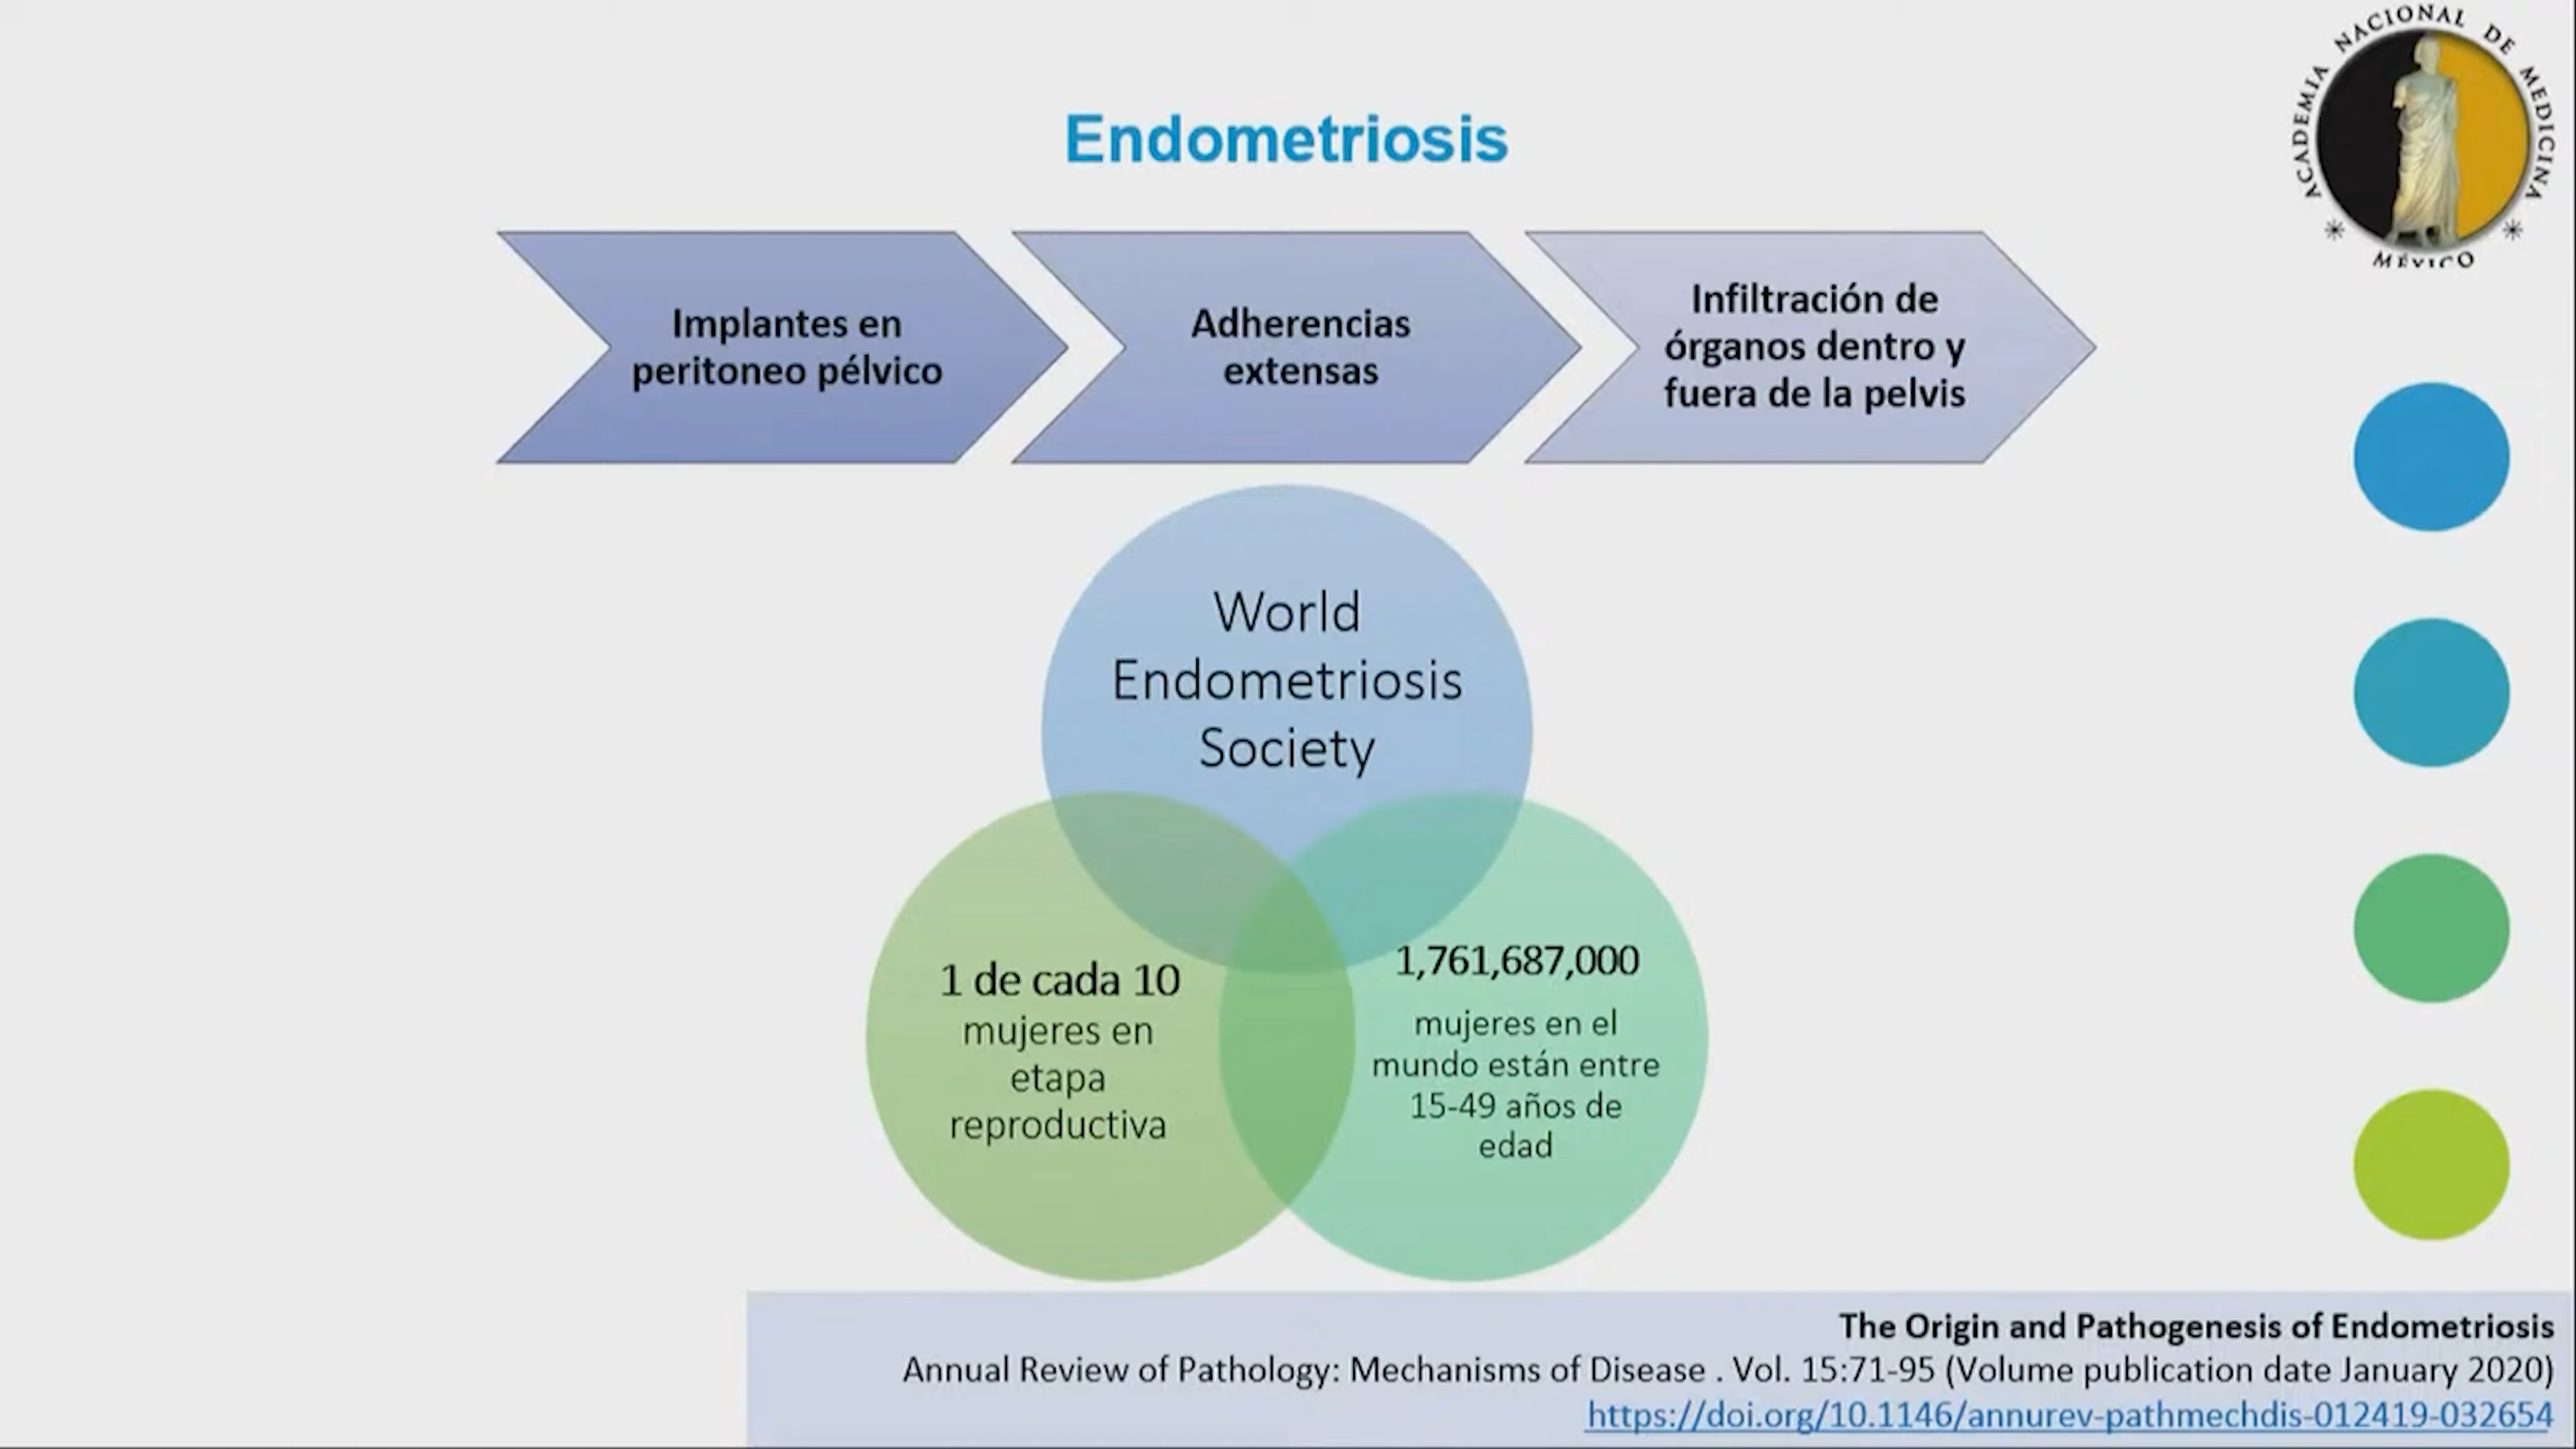 ACADEMIA NACIONAL DE MEDICINA
MÉXICO
Endometriosis
Implantes en
peritoneo pélvico
Adherencias
extensas
Infiltración de
órganos dentro y
fuera de la pelvis
World
Endometriosis
Society
1 de cada 10
mujeres en
etapa
reproductiva
1,761,687,000
mujeres en el
mundo están entre
15-49 años de
edad
The Origin and Pathogenesis of Endometriosis
Annual Review of Pathology: Mechanisms of Disease . Vol. 15:71-95 (Volume publication date January 2020)
https://doi.org/10.1146/annurev-pathmechdis-012419-032654